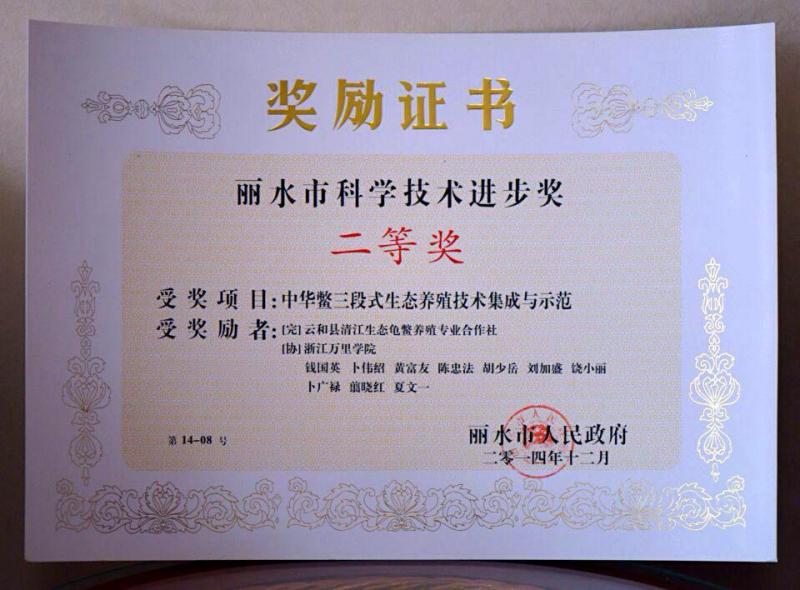 奖励证书
丽水市科学技术进步奖
二等奖
受奖项目:中华鳖三段式生态养殖技术集成与示范
受奖励者:[完]云和县清江生态龟鳖养殖专业合作社
[协]浙江万里学院
钱国英 卜伟绍 黄富友 陈忠法 胡少岳 刘加盛 饶小丽
卜广禄 翦晓红 夏文一
第 14-08 号
丽水市人民政府
二零一四年十二月